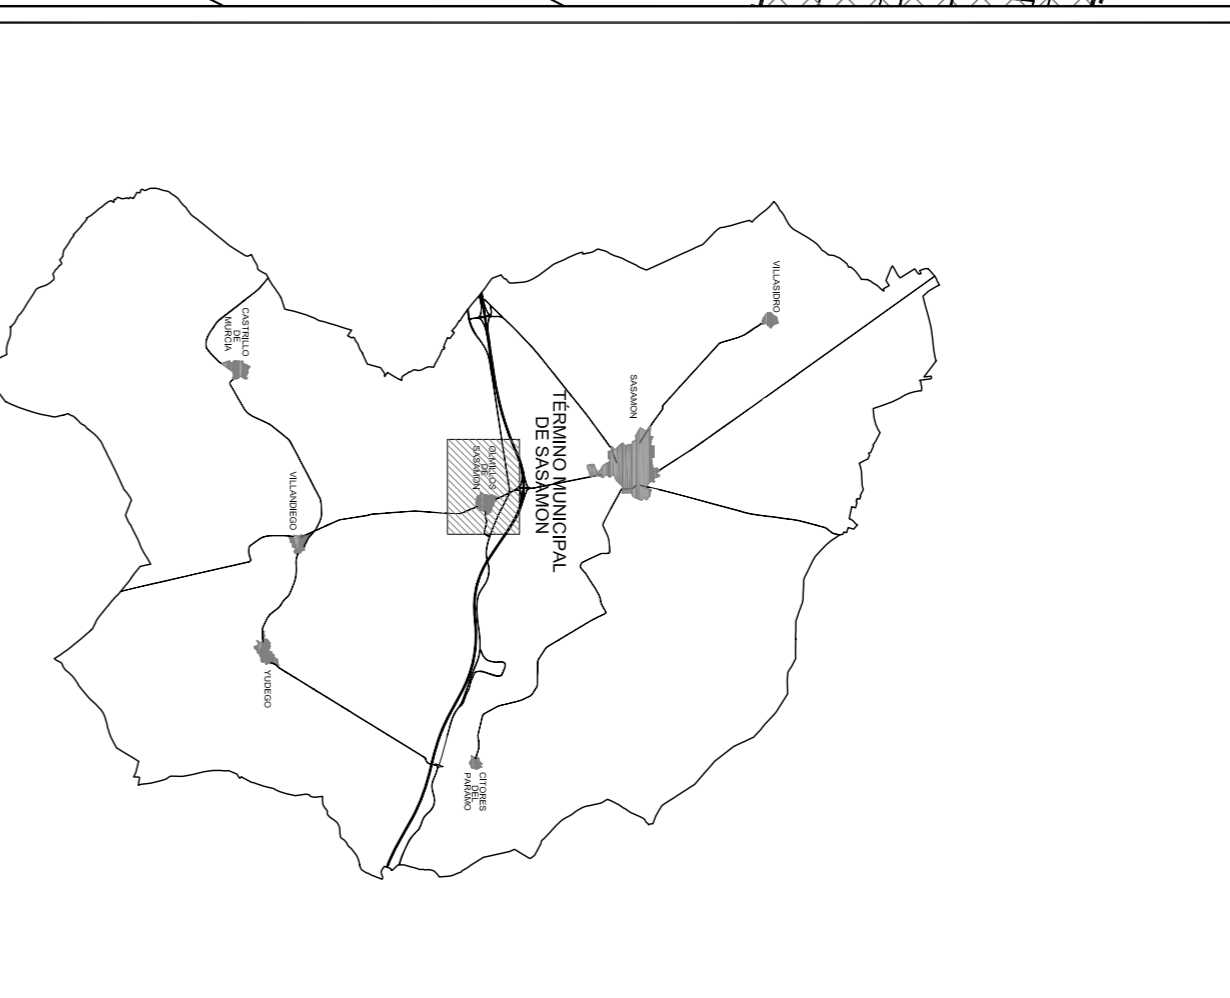 VILLASIDRO
SASAMON
TÉRMINO MUNICIPAL
DE SASAMON
OLMILLOS
DE
SASAMON
CASTRILLO
DE
MURCIA
VILLANDIEGO
YUDEGO
CITORES
DEL
PARAMO